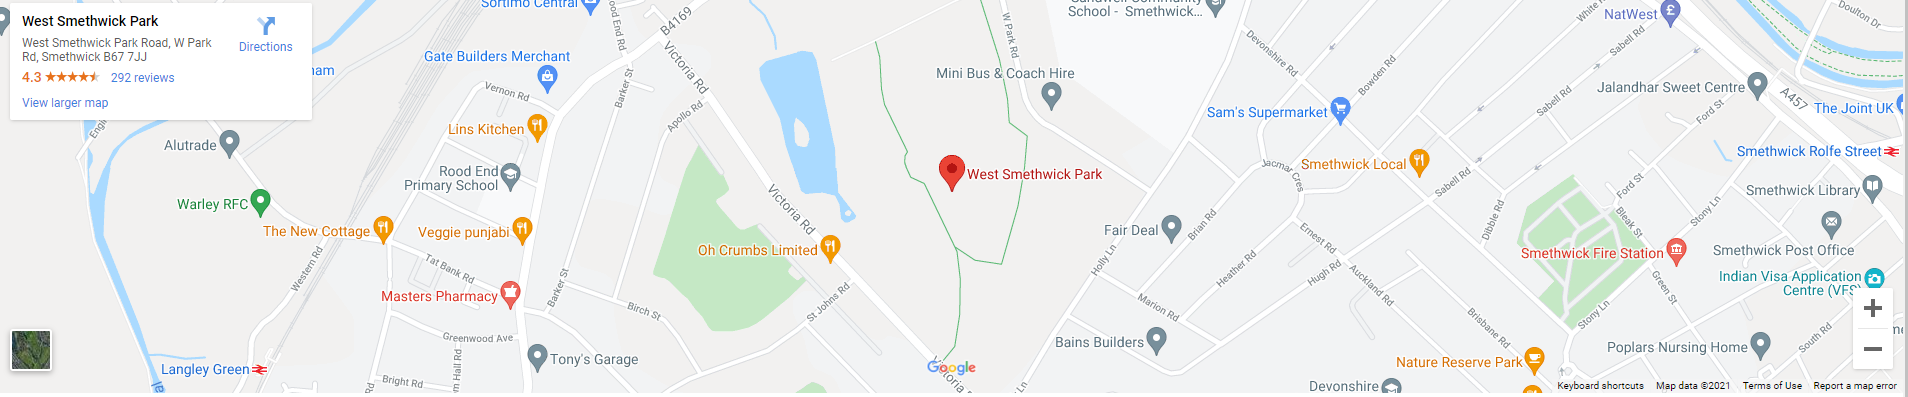 West Smethwick Park
West Smethwick Park Road, W Park
Rd, Smethwick B67 7JJ
4.3
292 reviews
View larger map
Directions
Sortimo Central
B4169
Victoria Rd
Gate Builders Merchant
Vernon Rd
Barker St
Apollo Rd
Lins Kitchen
Alutrade
Rood End
Primary School
Warley RFC
The New Cottage
Veggie punjabi
Western Rd
Tat Bank Rd
Masters Pharmacy
Barker St
Birch St
Greenwood Ave
Langley Green
Tony's Garage
Bright Rd
Victoria Rd
Oh Crumbs Limited
St Johns Rd
Google
School - Smethwick...
W Park Rd
Mini Bus & Coach Hire
West Smethwick Park
Devonshire Rd
Bowden Rd
Sabell Rd
White Rd
NatWest
Doulton Dr
Sam's Supermarket
Jalandhar Sweet Centre
A457
The Joint UK
Sabell Rd
Ford St
Jacmar Cres
Smethwick Local
Sabell Rd
Smethwick Rolfe Street
Ford St
Smethwick Library
Stony Ln
Bleak St
Dibble Rd
Fair Deal
Brian Rd
Holly Ln
Ernest Rd
Heather Rd
Hugh Rd
Auckland Rd
Smethwick Fire Station
Smethwick Post Office
Green St
Indian Visa Application
Centre (VFS)
Marion Rd
Brisbane Rd
Stony Ln
South Rd
Bains Builders
Nature Reserve Park
Poplars Nursing Home
Devonshire
Keyboard shortcuts
Map data ©2021
Terms of Use
Report a map error